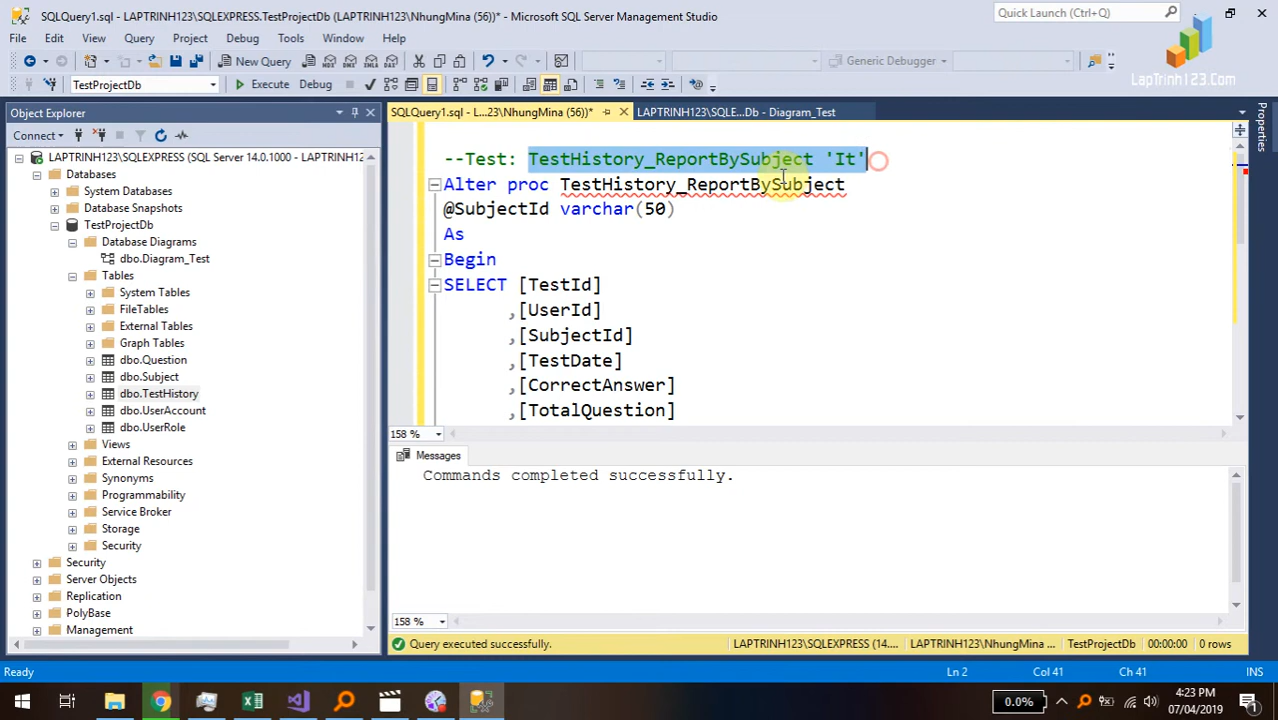 SQLQuery1.sql - LAPTRINH123\SQLEXPRESS.TestProjectDb (LAPTRINH123\NhungMina (56))* - Microsoft SQL Server Management Studio
Quick Launch (Ctrl+Q)
File Edit View Query Project Debug Tools Window Help
New Query
Generic Debugger
LapTrinh123.Com
TestProjectDb
Execute Debug
Object Explorer
Connect
LAPTRINH123\SQLEXPRESS (SQL Server 14.0.1000.
Databases
System Databases
Database Snapshots
TestProjectDb
Database Diagrams
dbo.Diagram_Test
Tables
System Tables
FileTables
External Tables
Graph Tables
dbo.Question
dbo.Subject
dbo.TestHistory
dbo.UserAccount
dbo.UserRole
Views
External Resources
Synonyms
Programmability
Service Broker
Storage
Security
Security
Server Objects
Replication
PolyBase
Management
SQLQuery1.sql - L...23\NhungMina (56))*
LAPTRINH123\SQLE...Db - Diagram_Test
Properties
--Test: TestHistory_ReportBySubject 'It'
Alter proc TestHistory_ReportBySubject
@SubjectId varchar(50)
As
Begin
SELECT [TestId]
,[UserId]
,[SubjectId]
,[TestDate]
,[CorrectAnswer]
,[TotalQuestion]
158 %
Messages
Commands completed successfully.
158 %
Query executed successfully.
LAPTRINH123\SQLEXPRESS (14....
LAPTRINH123\NhungMina ...
TestProjectDb
00:00:00
0 rows
Ready
Ln 2
Col 41
Ch 41
INS
0.0%
4:23 PM
07/04/2019